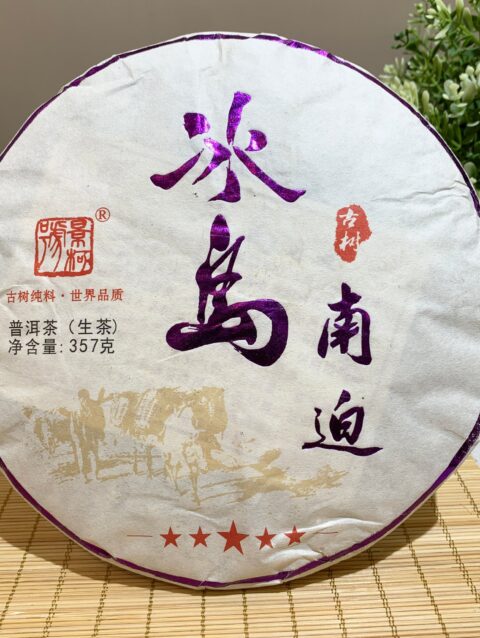 冰岛
古树
南迫
®
古树纯料·世界品质
普洱茶（生茶）
净含量: 357克